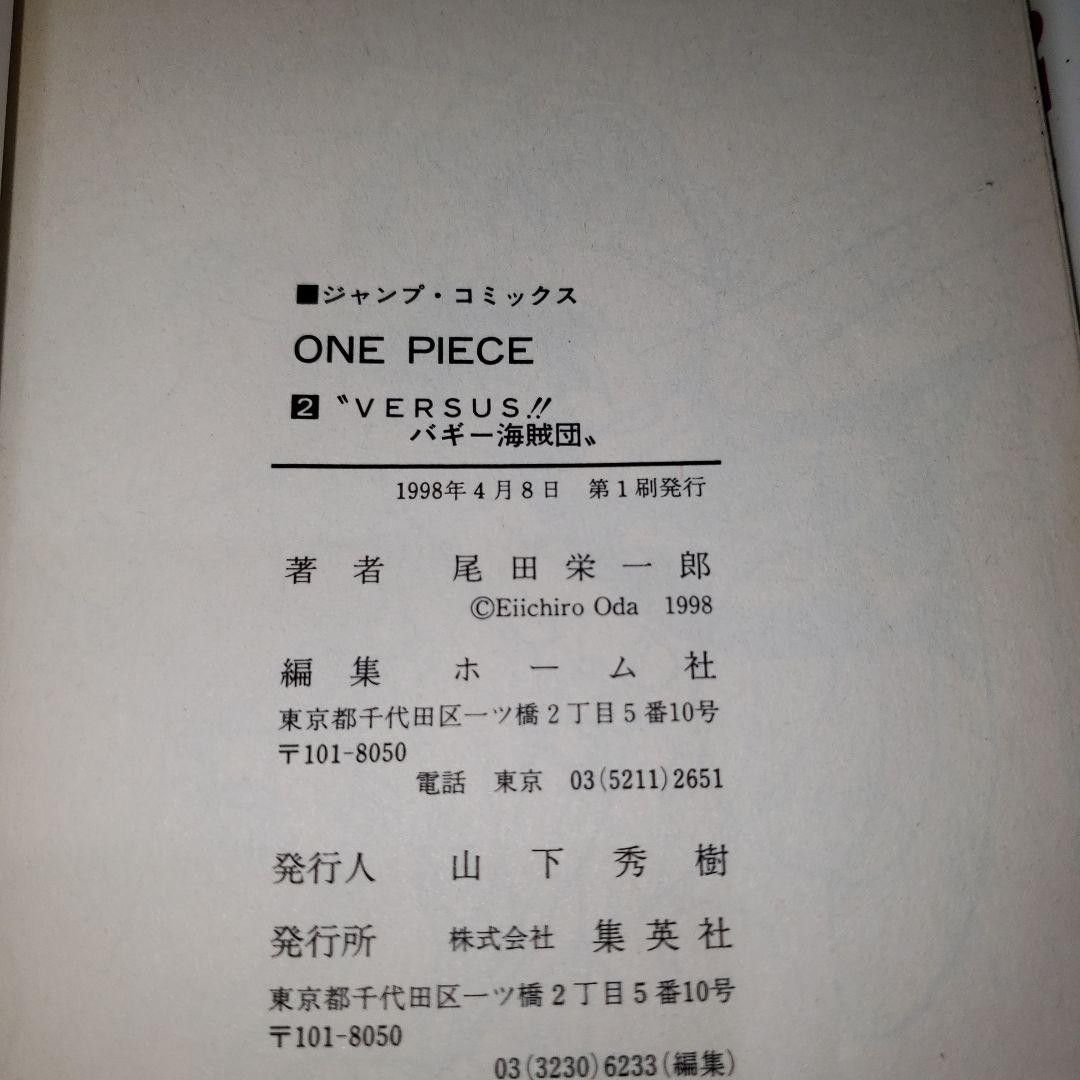 ■ジャンプ・コミックス
ONE PIECE
2 〝VERSUS!!
バギー海賊団〟
1998年4月8日 第1刷発行
著者 尾田栄一郎
©Eiichiro Oda 1998
編集 ホーム社
東京都千代田区一ツ橋2丁目5番10号
〒101-8050
電話 東京 03(5211)2651
発行人 山下秀樹
発行所 株式会社 集英社
東京都千代田区一ツ橋2丁目5番10号
〒101-8050
03(3230)6233(編集)